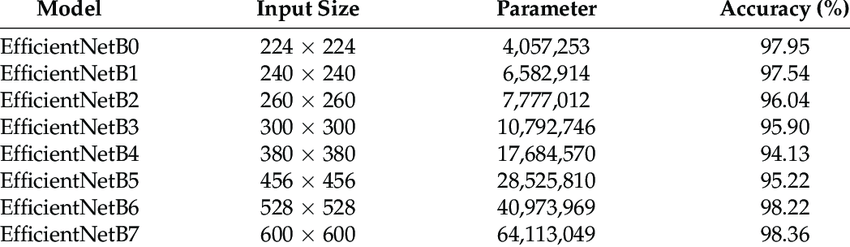 Model Input Size Parameter Accuracy (%)
EfficientNetB0 224 × 224 4,057,253 97.95
EfficientNetB1 240 × 240 6,582,914 97.54
EfficientNetB2 260 × 260 7,777,012 96.04
EfficientNetB3 300 × 300 10,792,746 95.90
EfficientNetB4 380 × 380 17,684,570 94.13
EfficientNetB5 456 × 456 28,525,810 95.22
EfficientNetB6 528 × 528 40,973,969 98.22
EfficientNetB7 600 × 600 64,113,049 98.36